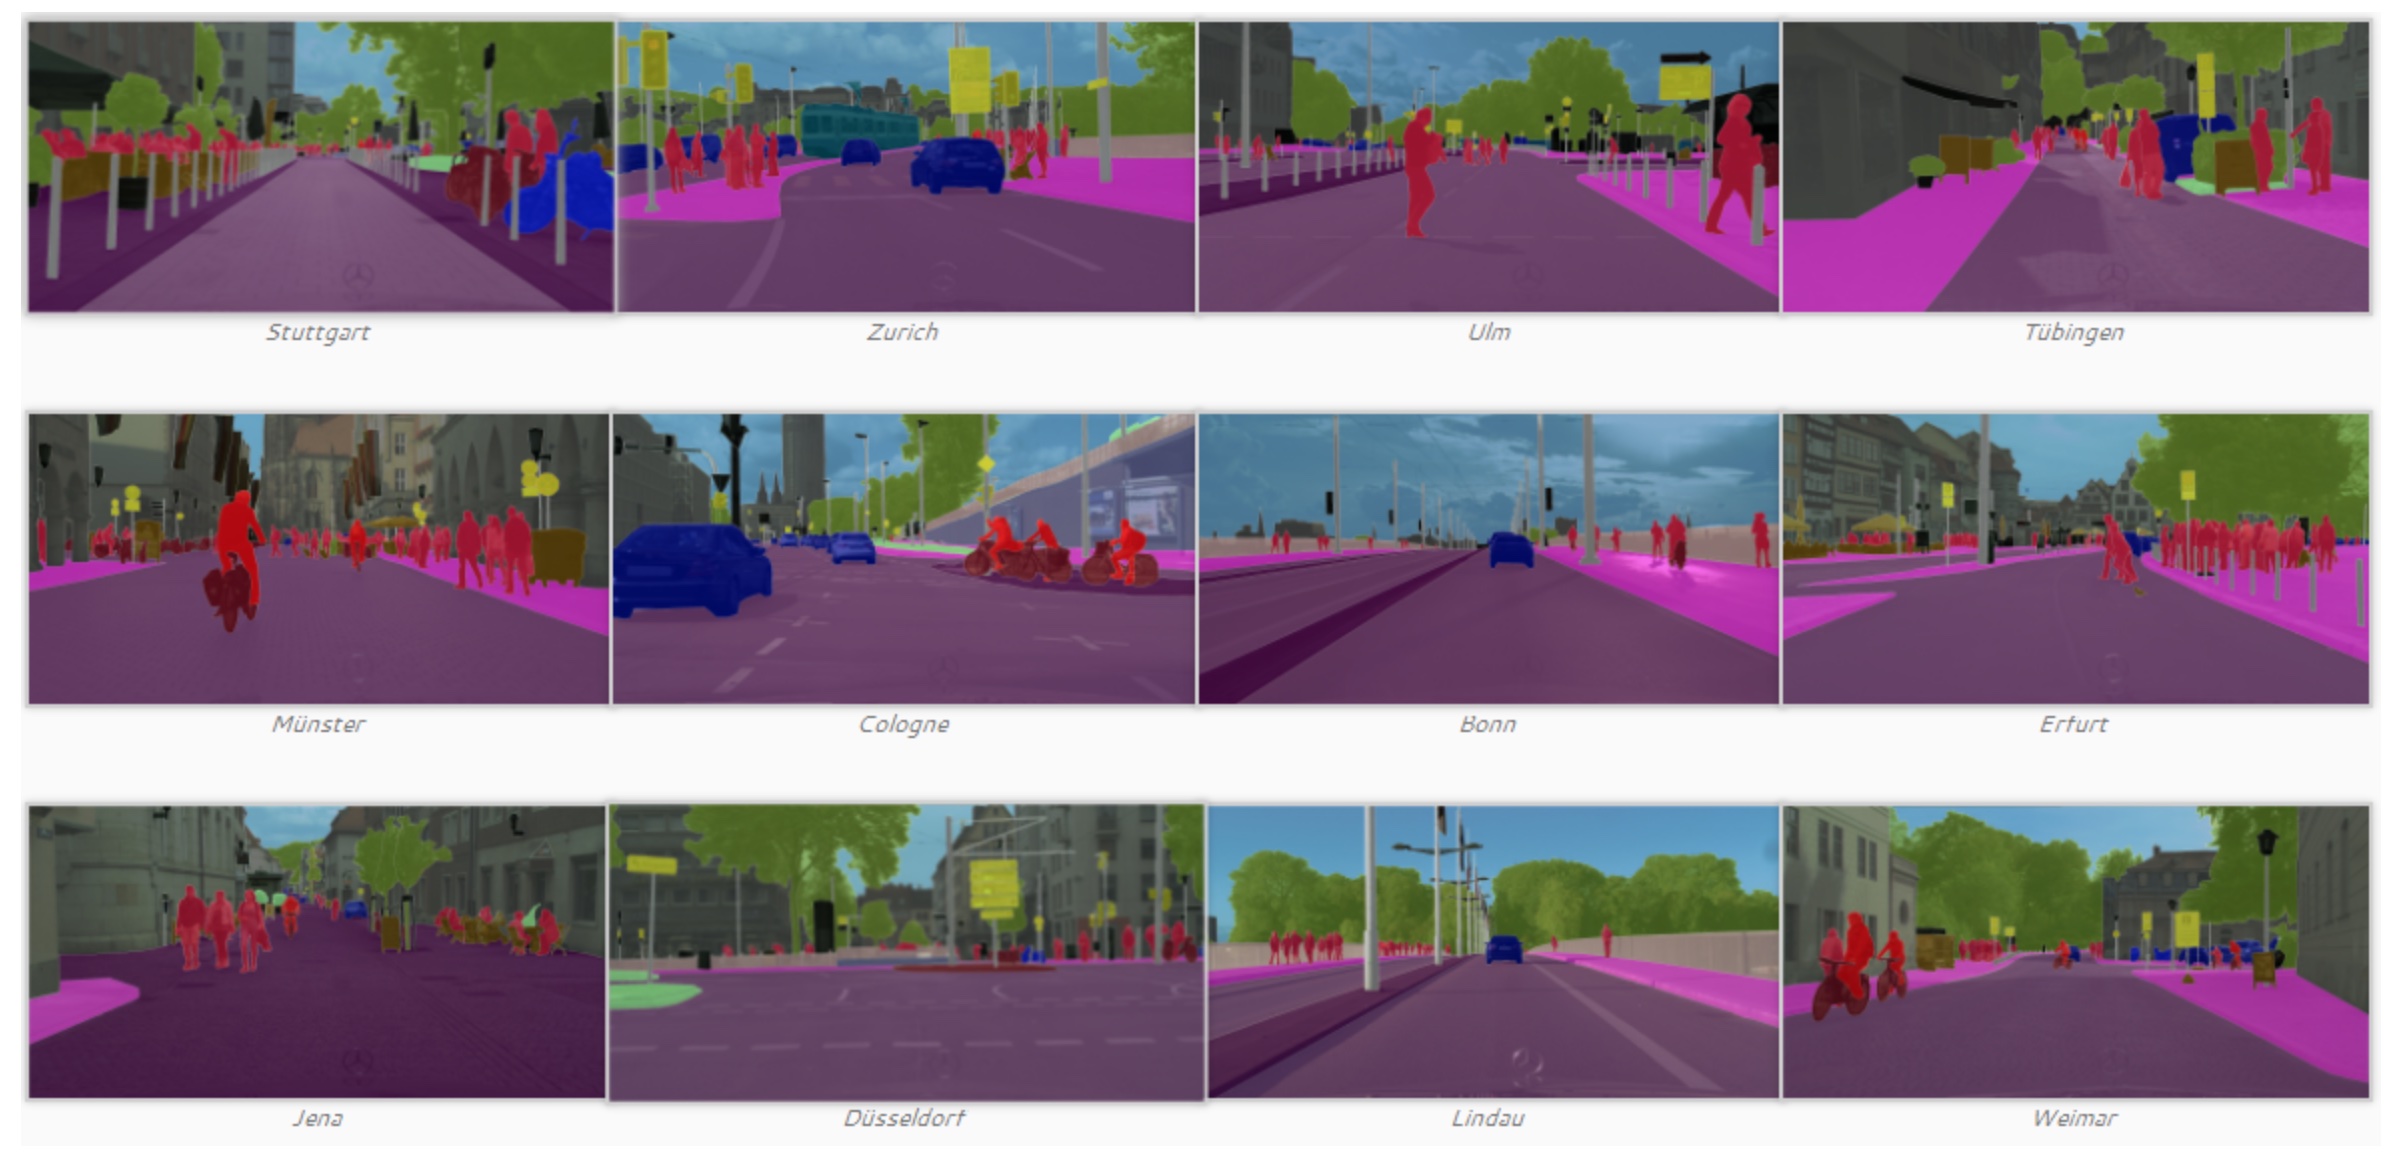 Stuttgart
Zurich
Ulm
Tübingen
Münster
Cologne
Bonn
Erfurt
Jena
Düsseldorf
Lindau
Weimar